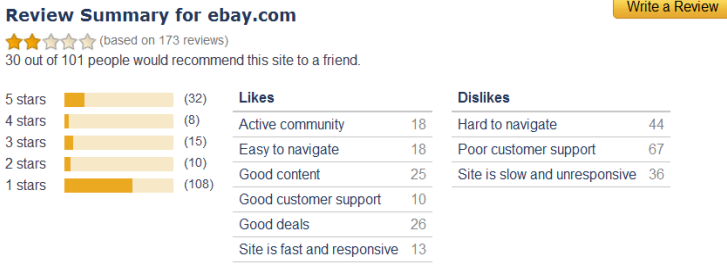 Write a Review
Review Summary for ebay.com
(based on 173 reviews)
30 out of 101 people would recommend this site to a friend.
5 stars (32)
4 stars (8)
3 stars (15)
2 stars (10)
1 stars (108)
Likes
Active community 18
Easy to navigate 18
Good content 25
Good customer support 10
Good deals 26
Site is fast and responsive 13
Dislikes
Hard to navigate 44
Poor customer support 67
Site is slow and unresponsive 36